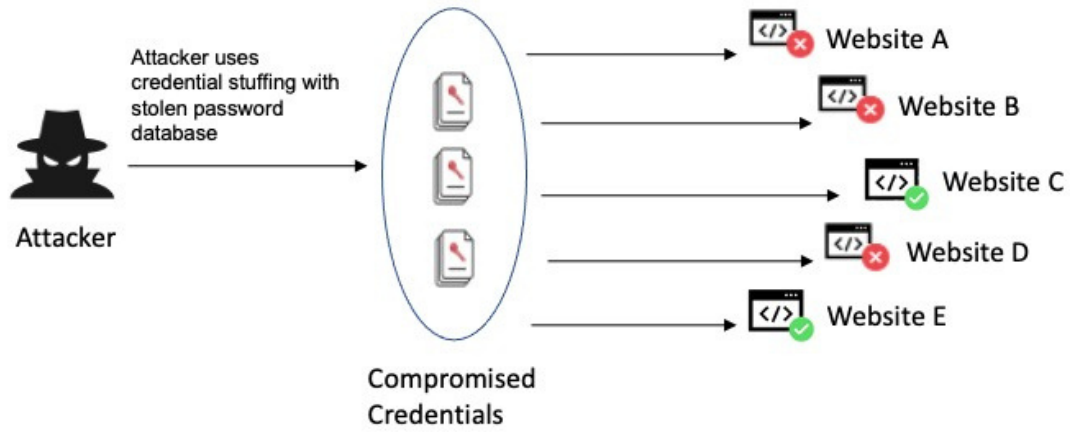 Attacker uses
credential stuffing with
stolen password
database
Attacker
Compromised
Credentials
</> Website A
</> Website B
</> Website C
</> Website D
</> Website E